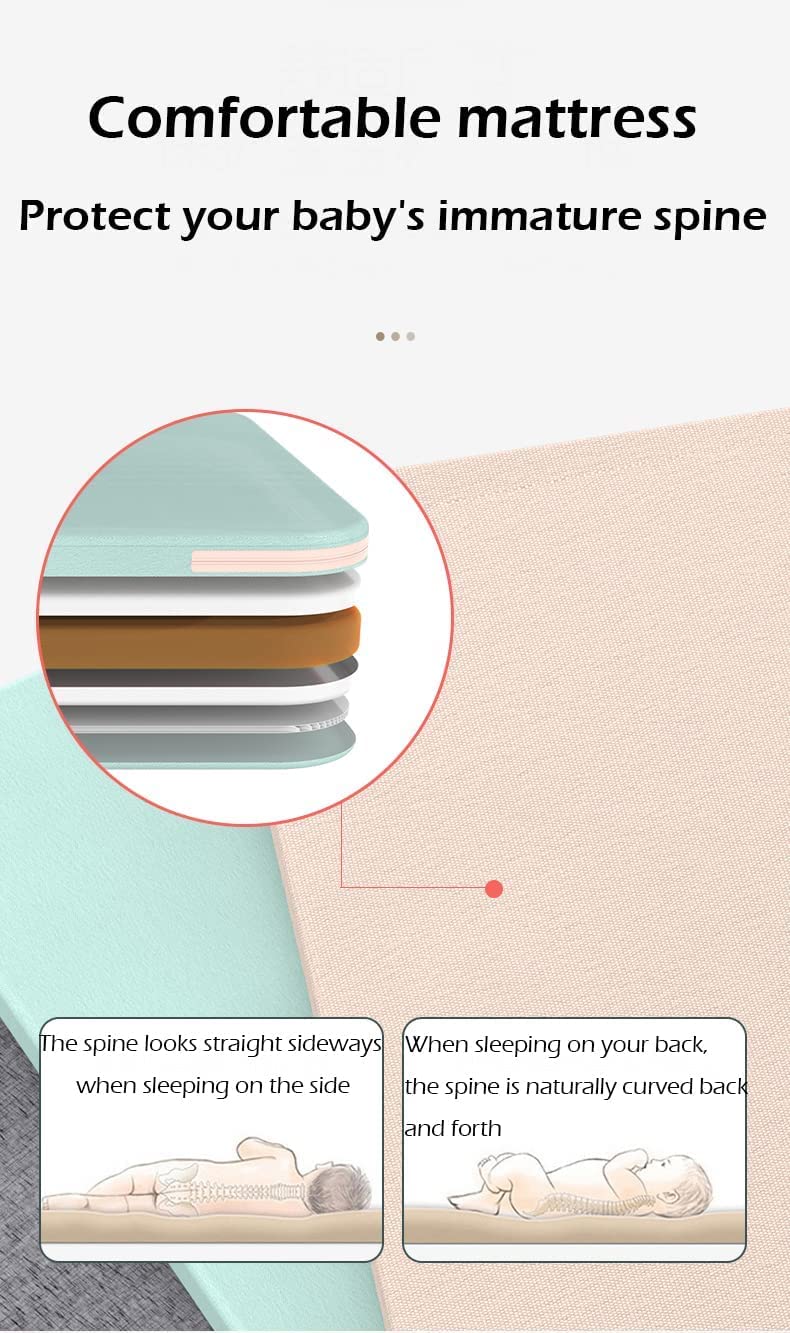 Comfortable mattress
Protect your baby's immature spine
The spine looks straight sideways
when sleeping on the side
When sleeping on your back,
the spine is naturally curved back
and forth